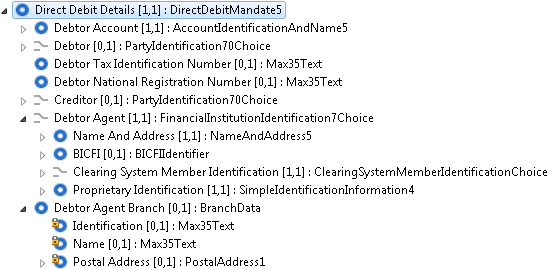 Direct Debit Details [1,1] : DirectDebitMandate5
Debtor Account [1,1] : AccountIdentificationAndName5
Debtor [0,1] : PartyIdentification70Choice
Debtor Tax Identification Number [0,1] : Max35Text
Debtor National Registration Number [0,1] : Max35Text
Creditor [0,1] : PartyIdentification70Choice
Debtor Agent [1,1] : FinancialInstitutionIdentification7Choice
Name And Address [1,1] : NameAndAddress5
BICFI [0,1] : BICFIIdentifier
Clearing System Member Identification [1,1] : ClearingSystemMemberIdentificationChoice
Proprietary Identification [1,1] : SimpleIdentificationInformation4
Debtor Agent Branch [0,1] : BranchData
Identification [0,1] : Max35Text
Name [0,1] : Max35Text
Postal Address [0,1] : PostalAddress1